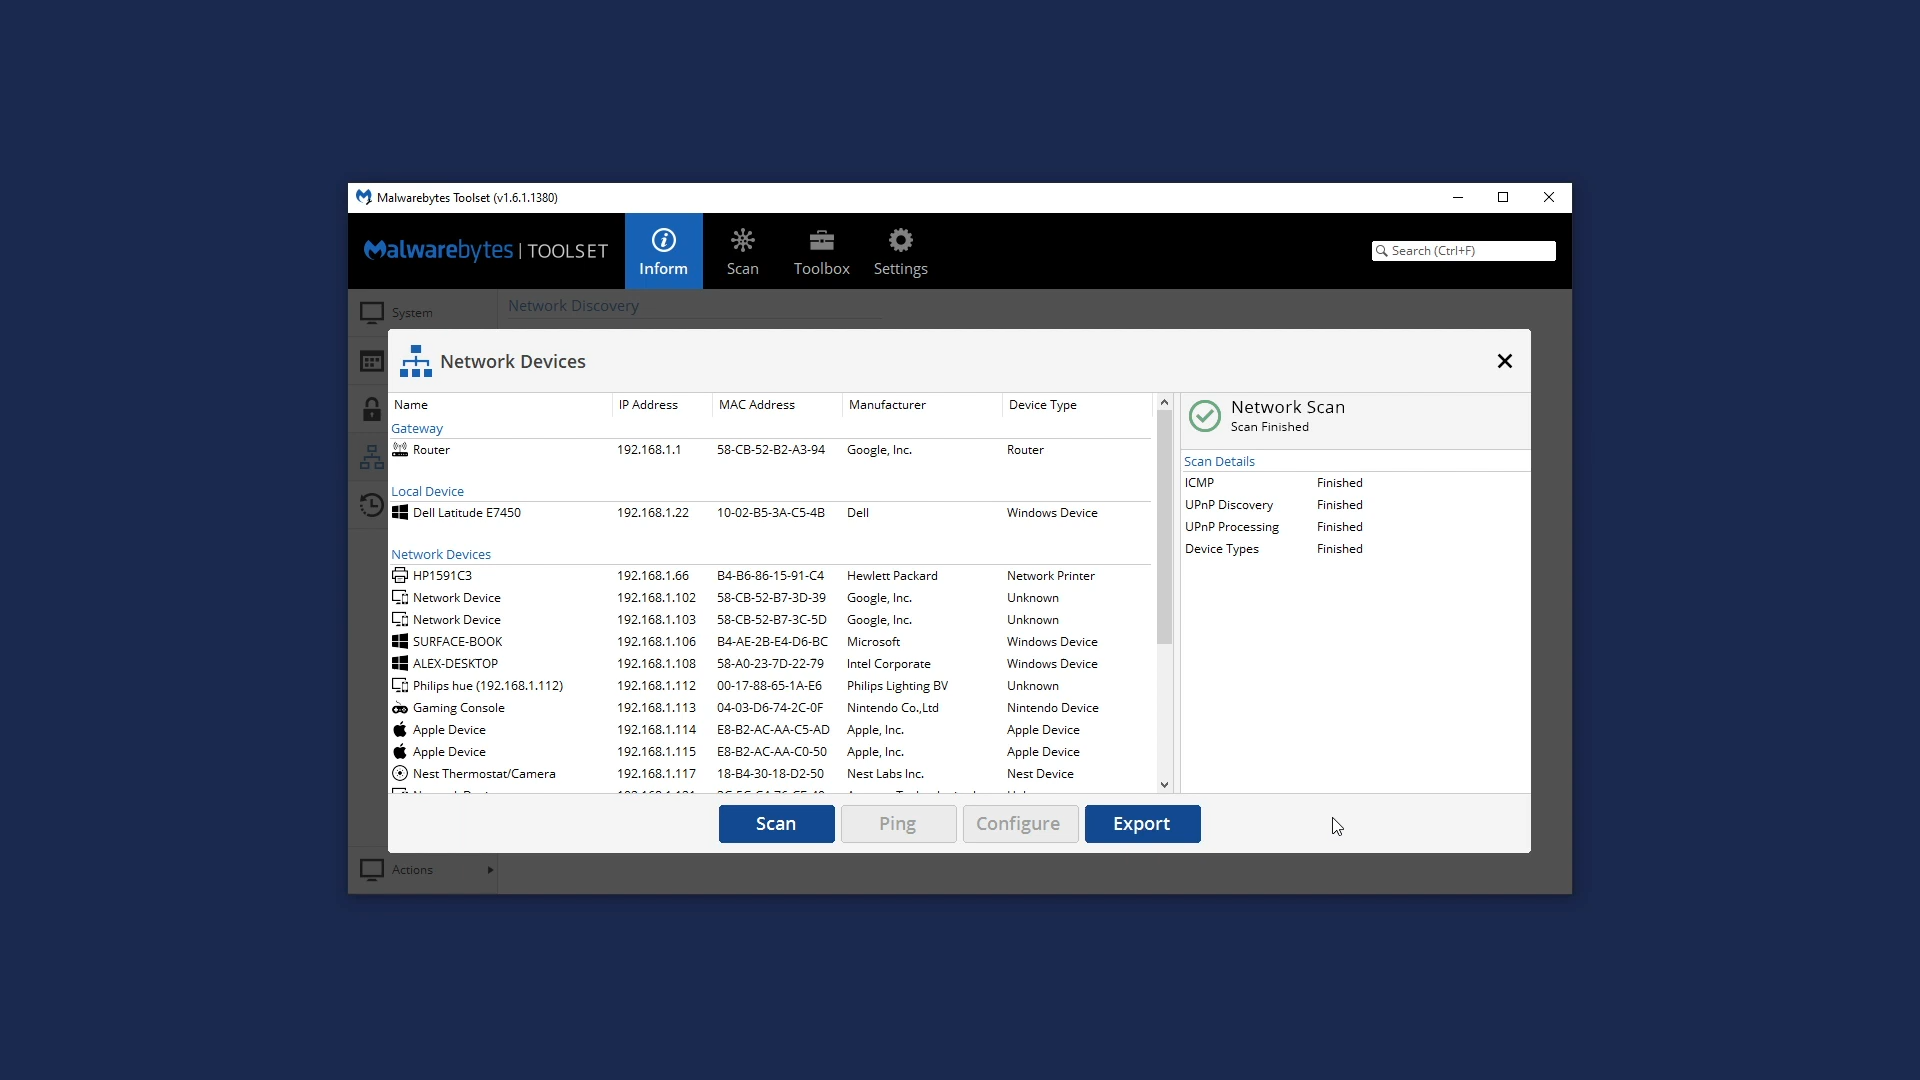 Malwarebytes Toolset (v1.6.1.1380)
Malwarebytes | TOOLSET
Inform
Scan
Toolbox
Settings
Search (Ctrl+F)
System
Network Discovery
Network Devices
Name IP Address MAC Address Manufacturer Device Type
Gateway
Router 192.168.1.1 58-CB-52-B2-A3-94 Google, Inc. Router
Local Device
Dell Latitude E7450 192.168.1.22 10-02-B5-3A-C5-4B Dell Windows Device
Network Devices
HP1591C3 192.168.1.66 B4-B6-86-15-91-C4 Hewlett Packard Network Printer
Network Device 192.168.1.102 58-CB-52-B7-3D-39 Google, Inc. Unknown
Network Device 192.168.1.103 58-CB-52-B7-3C-5D Google, Inc. Unknown
SURFACE-BOOK 192.168.1.106 B4-AE-2B-E4-D6-BC Microsoft Windows Device
ALEX-DESKTOP 192.168.1.108 58-A0-23-7D-22-79 Intel Corporate Windows Device
Philips hue (192.168.1.112) 192.168.1.112 00-17-88-65-1A-E6 Philips Lighting BV Unknown
Gaming Console 192.168.1.113 04-03-D6-74-2C-0F Nintendo Co.,Ltd Nintendo Device
Apple Device 192.168.1.114 E8-B2-AC-AA-C5-AD Apple, Inc. Apple Device
Apple Device 192.168.1.115 E8-B2-AC-AA-C0-50 Apple, Inc. Apple Device
Nest Thermostat/Camera 192.168.1.117 18-B4-30-18-D2-50 Nest Labs Inc. Nest Device
Network Scan
Scan Finished
Scan Details
ICMP Finished
UPnP Discovery Finished
UPnP Processing Finished
Device Types Finished
Scan
Ping
Configure
Export
Actions